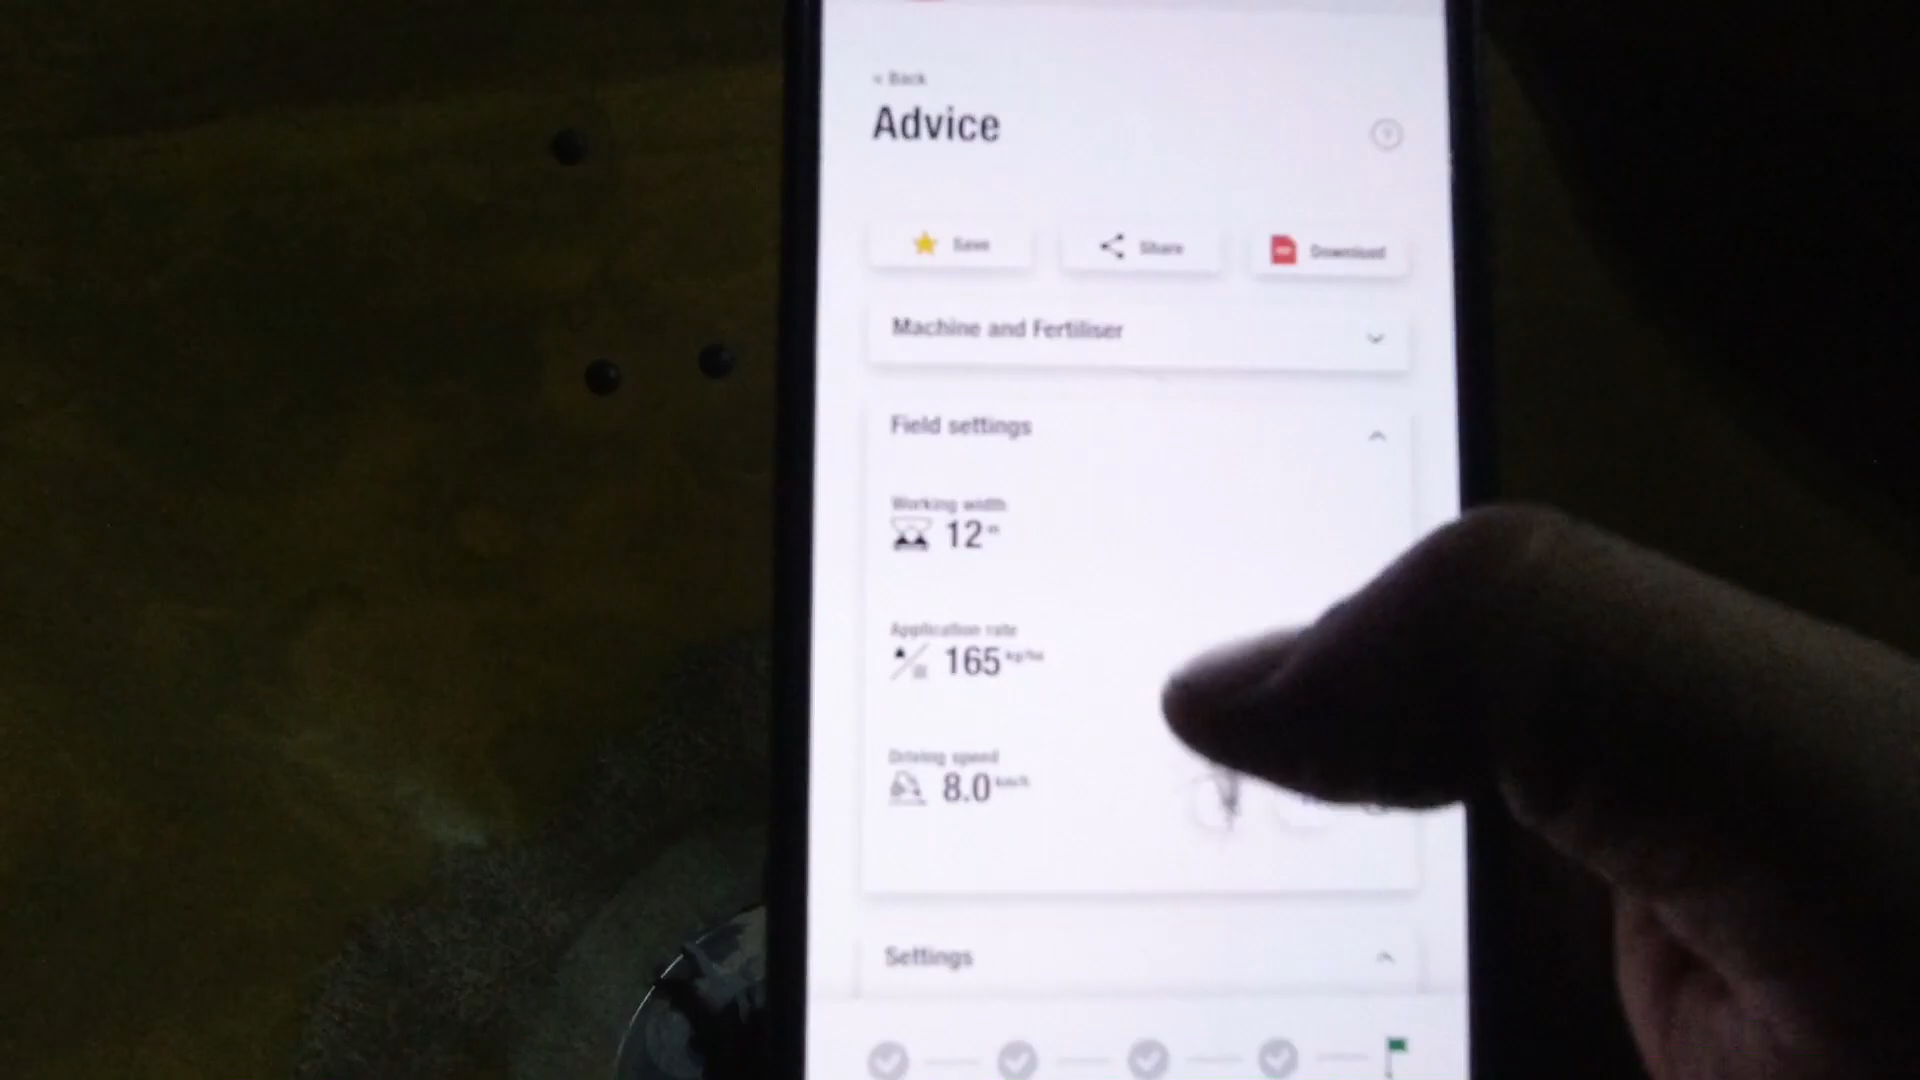 < Back
Advice
?
Save
Share
Download
Machine and Fertiliser
Field settings
Working width
12 m
Application rate
165 kg/ha
Driving speed
8.0 km/h
Settings